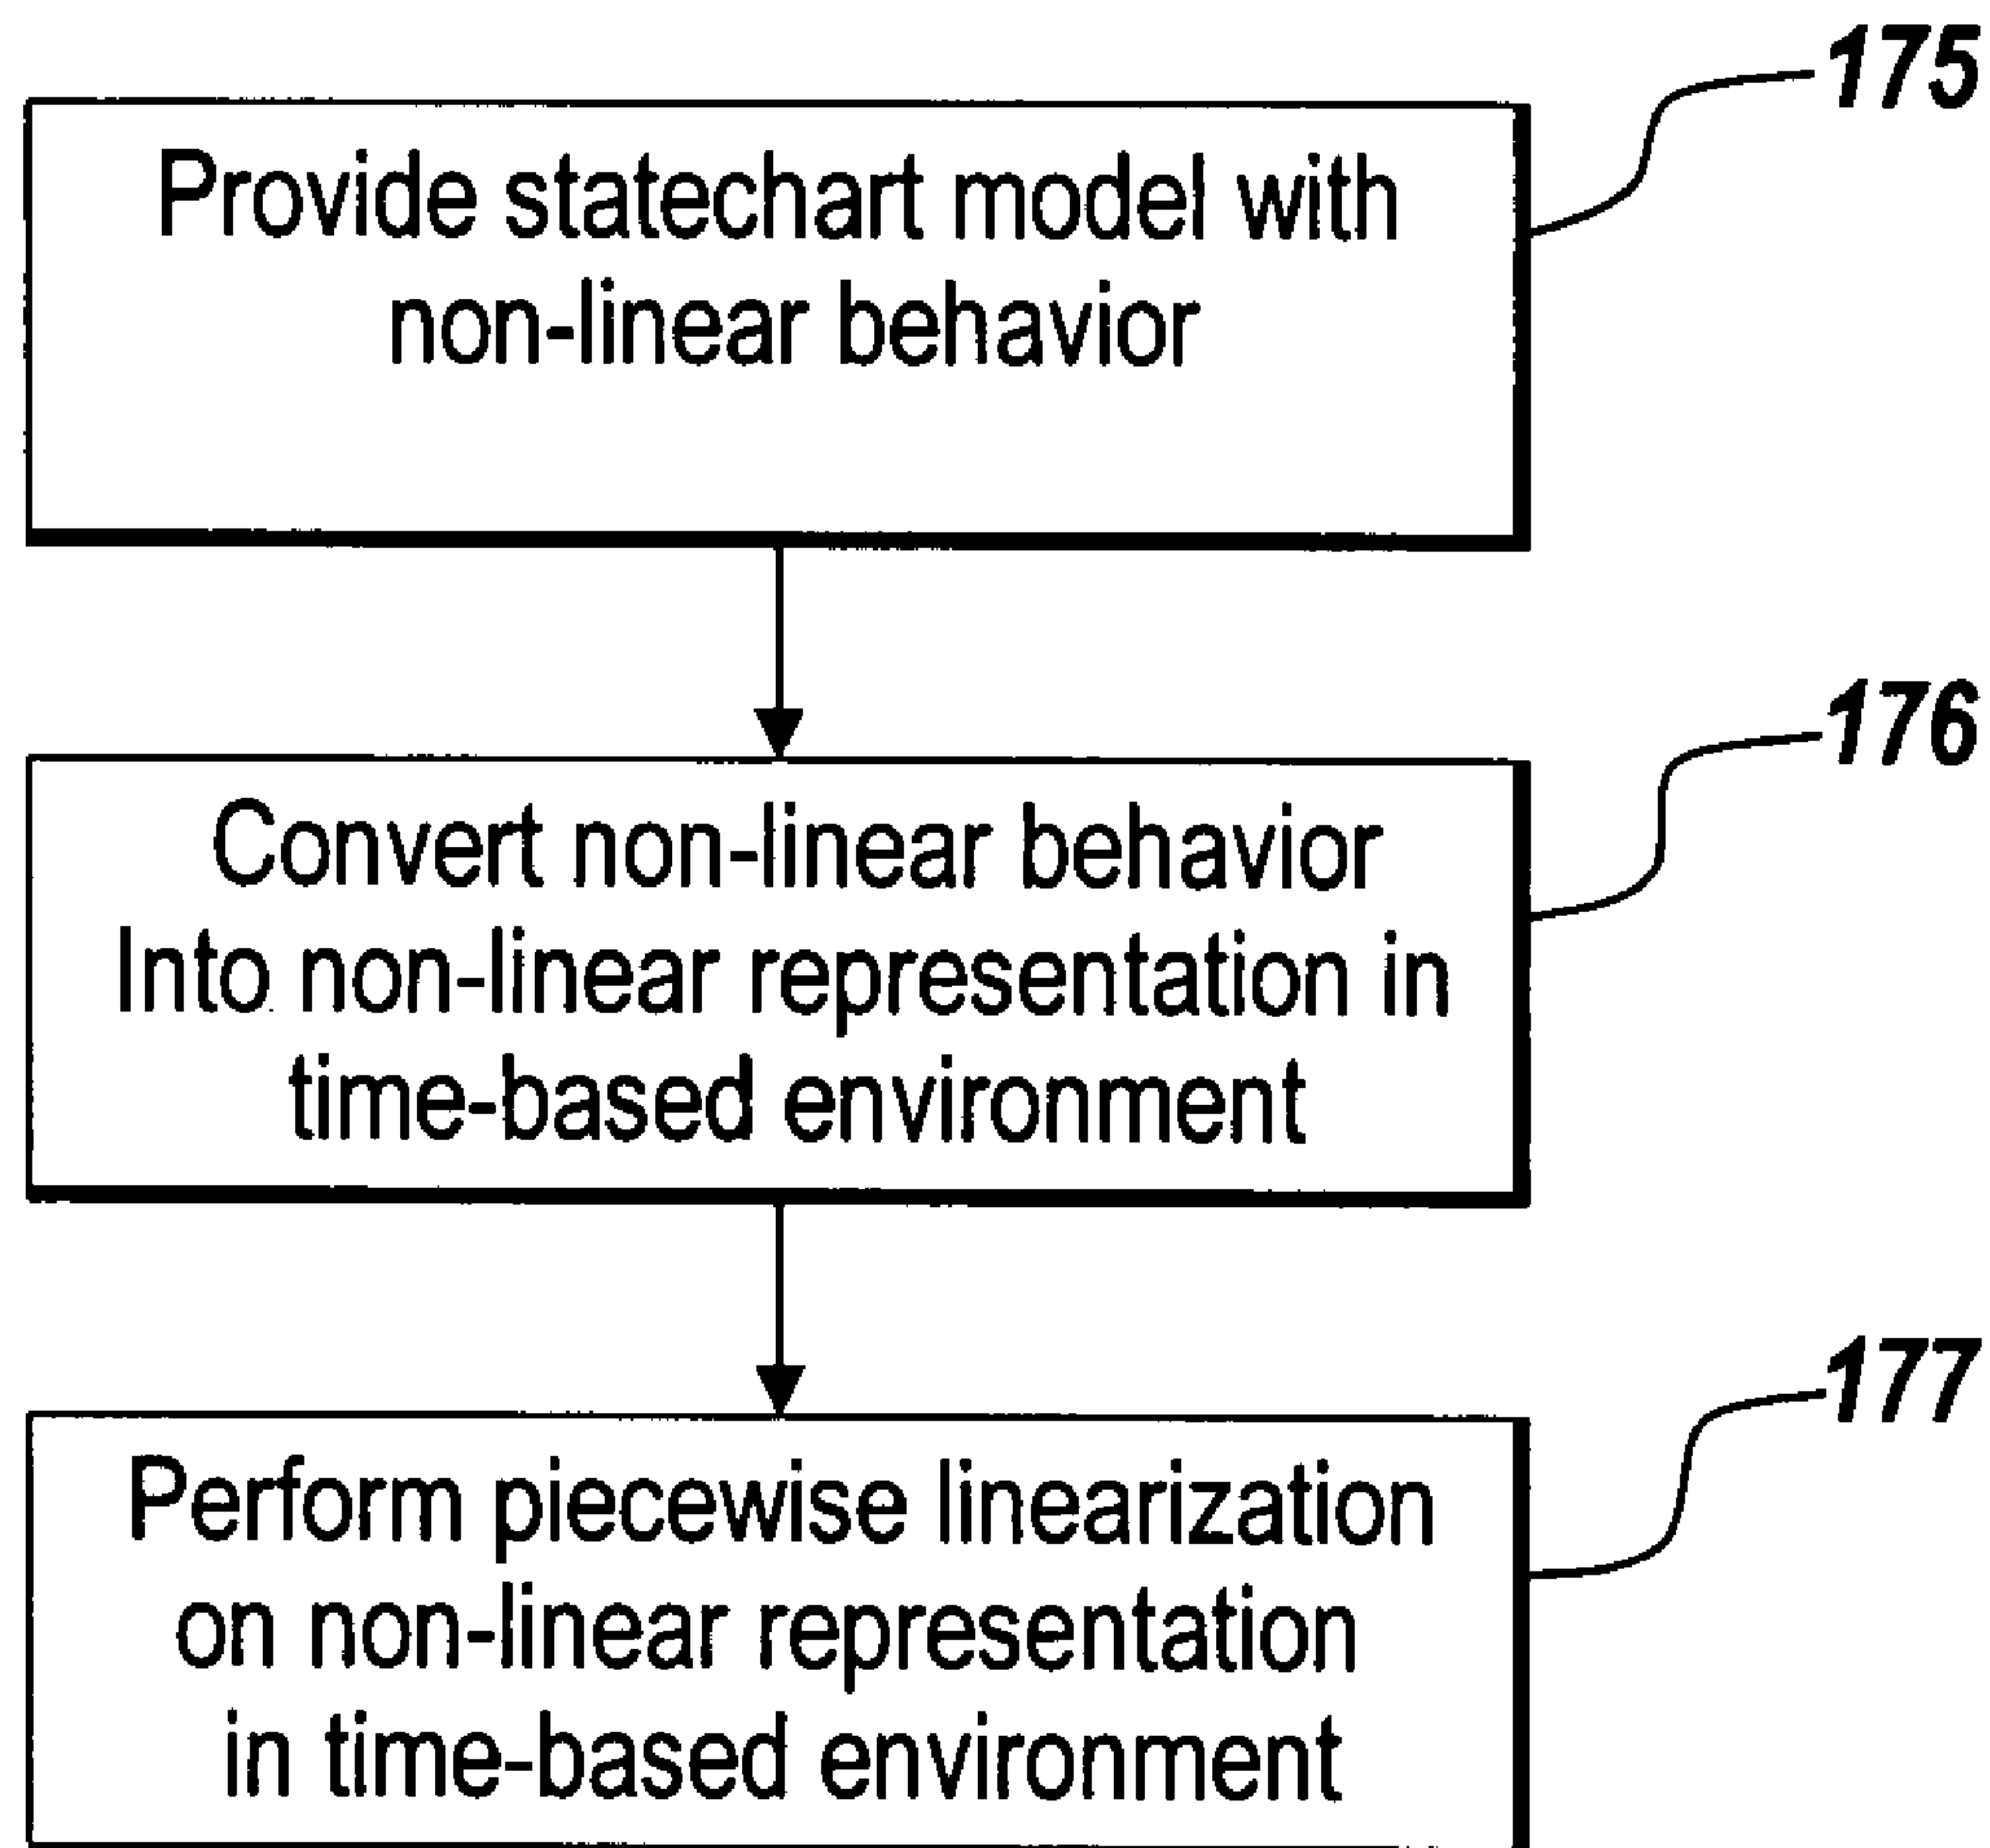 175
Provide statechart model with
non-linear behavior
176
Convert non-linear behavior
Into non-linear representation in
time-based environment
177
Perform piecewise linearization
on non-linear representation
in time-based environment